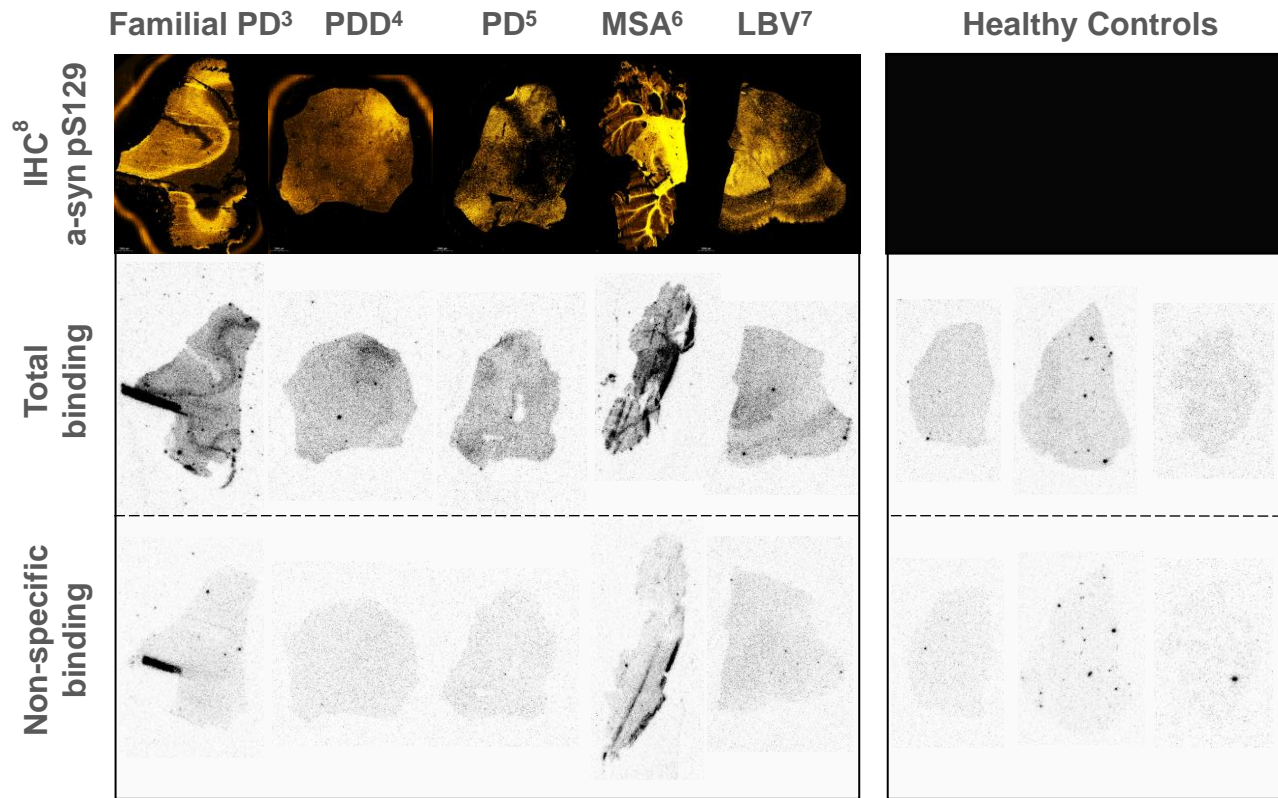 Familial PD³ PDD⁴ PD⁵ MSA⁶ LBV⁷ Healthy Controls
IHC⁸
a-syn pS129
Total
binding
Non-specific
binding